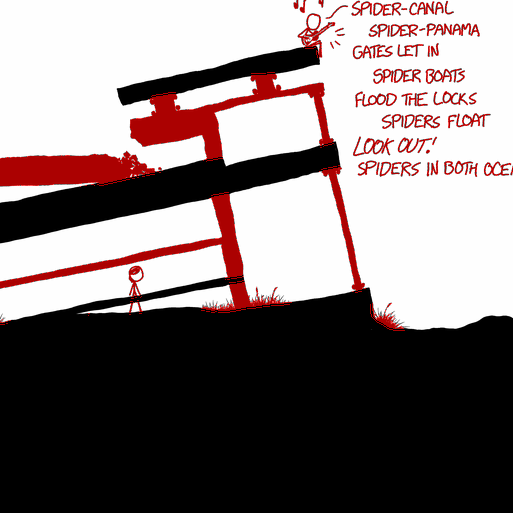 SPIDER-CANAL
SPIDER-PANAMA
GATES LET IN
SPIDER BOATS
FLOOD THE LOCKS
SPIDERS FLOAT
LOOK OUT!
SPIDERS IN BOTH